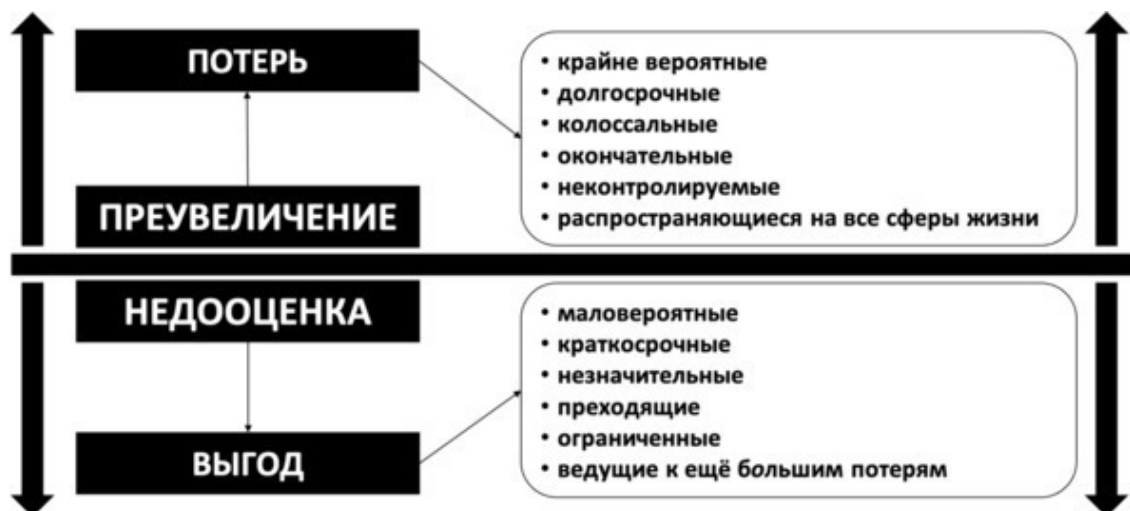 ПОТЕРЬ
• крайне вероятные
• долгосрочные
• колоссальные
• окончательные
• неконтролируемые
• распространяющиеся на все сферы жизни
ПРЕУВЕЛИЧЕНИЕ
НЕДООЦЕНКА
• маловероятные
• краткосрочные
• незначительные
• преходящие
• ограниченные
• ведущие к ещё большим потерям
ВЫГОД